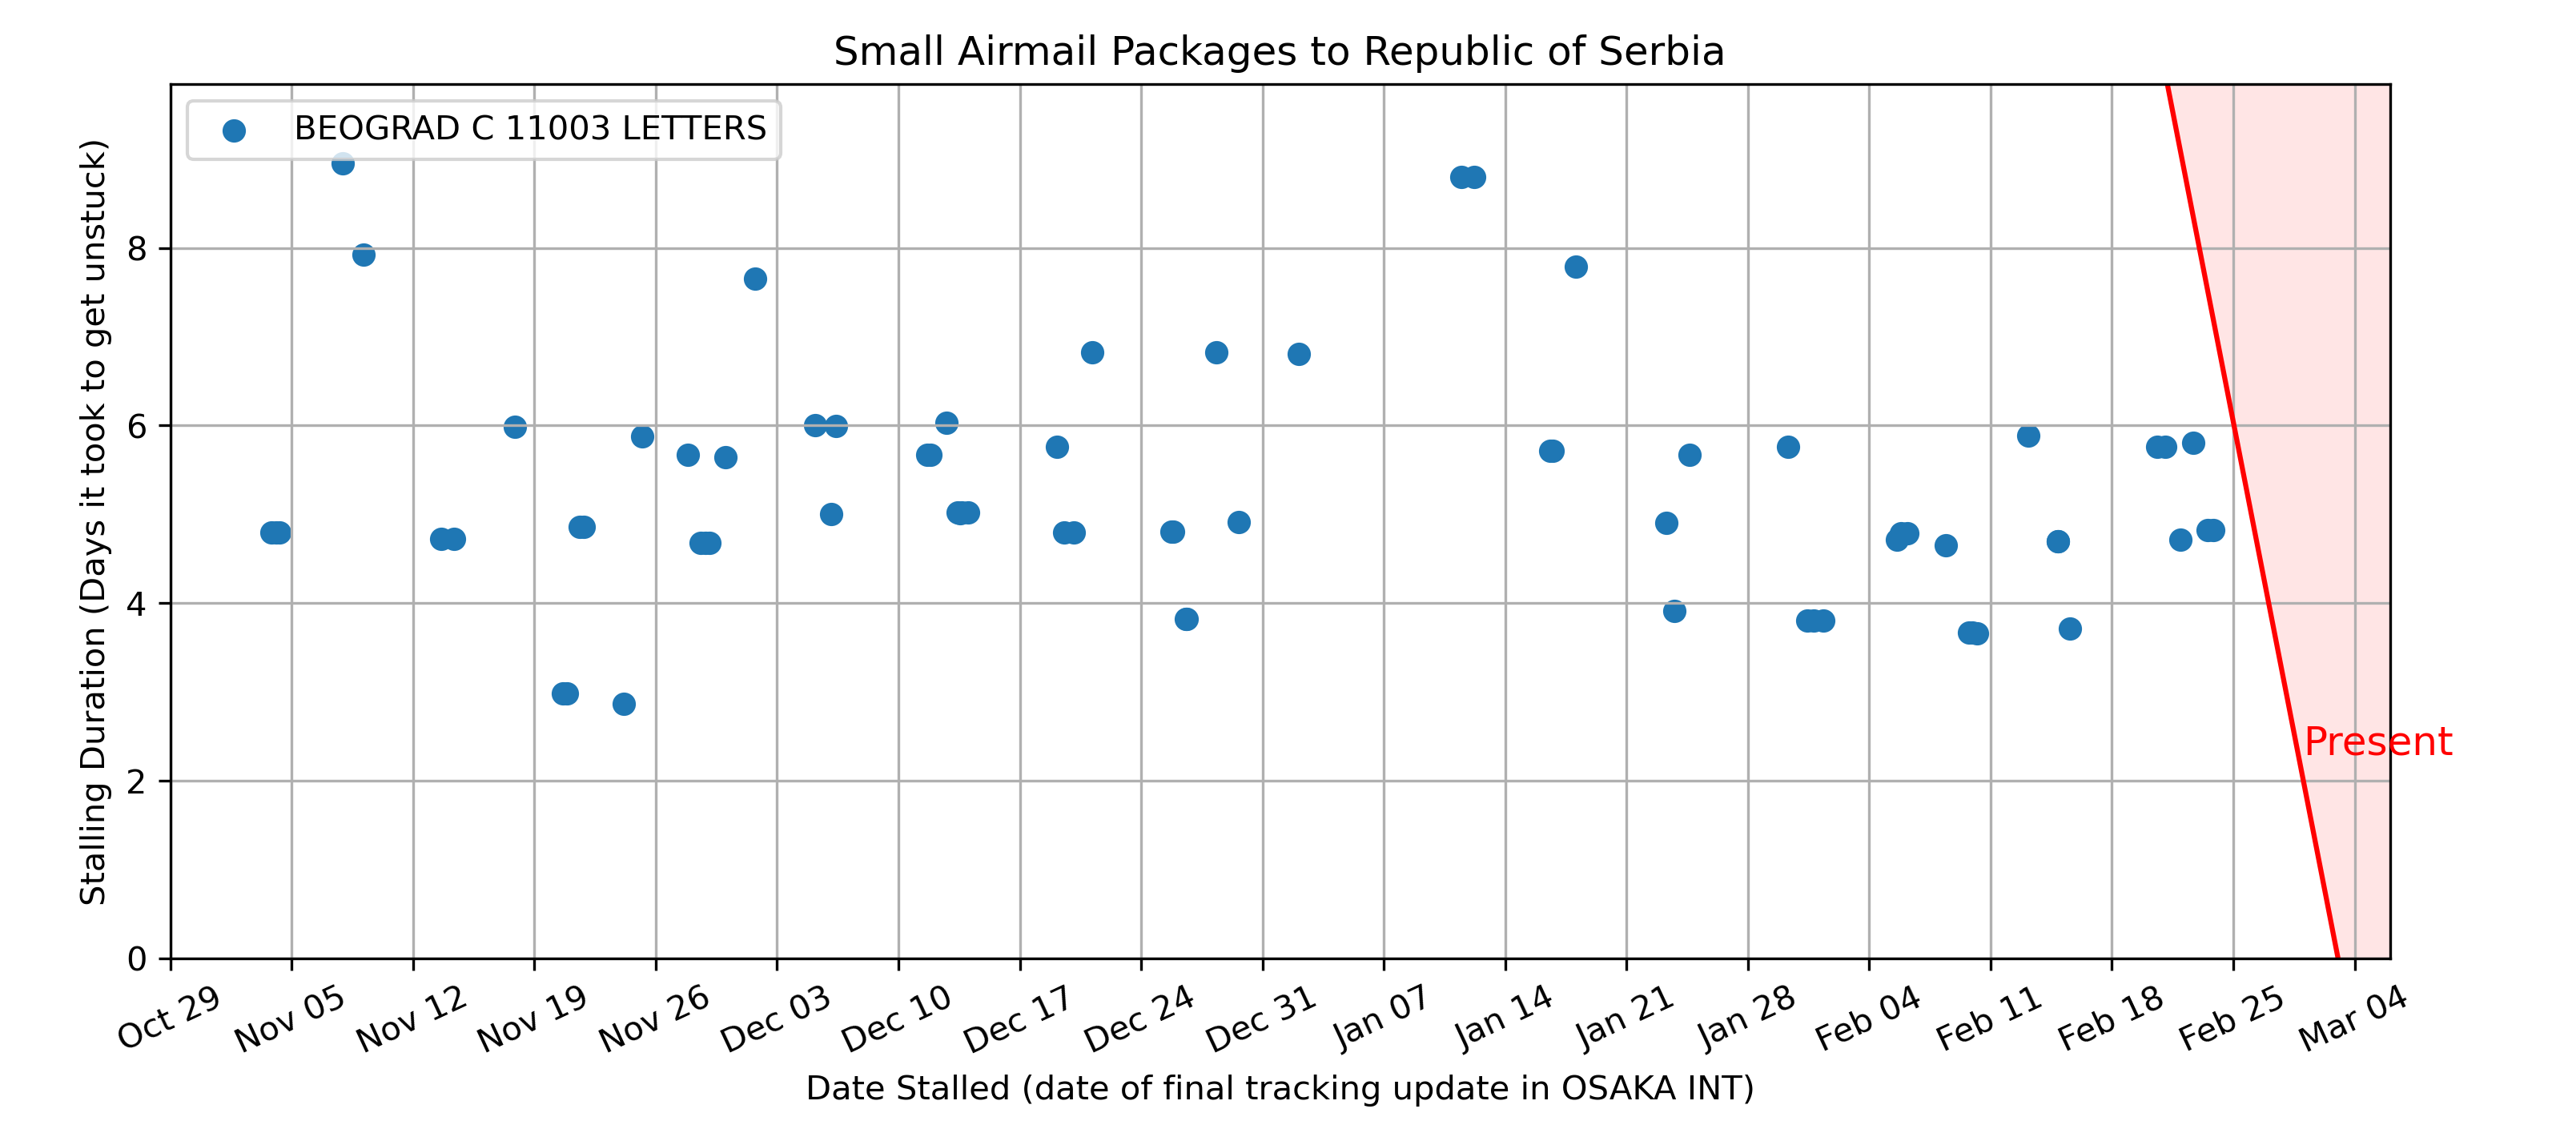 Small Airmail Packages to Republic of Serbia
BEOGRAD C 11003 LETTERS
Stalling Duration (Days it took to get unstuck)
8
6
4
2
0
Present
Oct 29
Nov 05
Nov 12
Nov 19
Nov 26
Dec 03
Dec 10
Dec 17
Dec 24
Dec 31
Jan 07
Jan 14
Jan 21
Jan 28
Feb 04
Feb 11
Feb 18
Feb 25
Mar 04
Date Stalled (date of final tracking update in OSAKA INT)